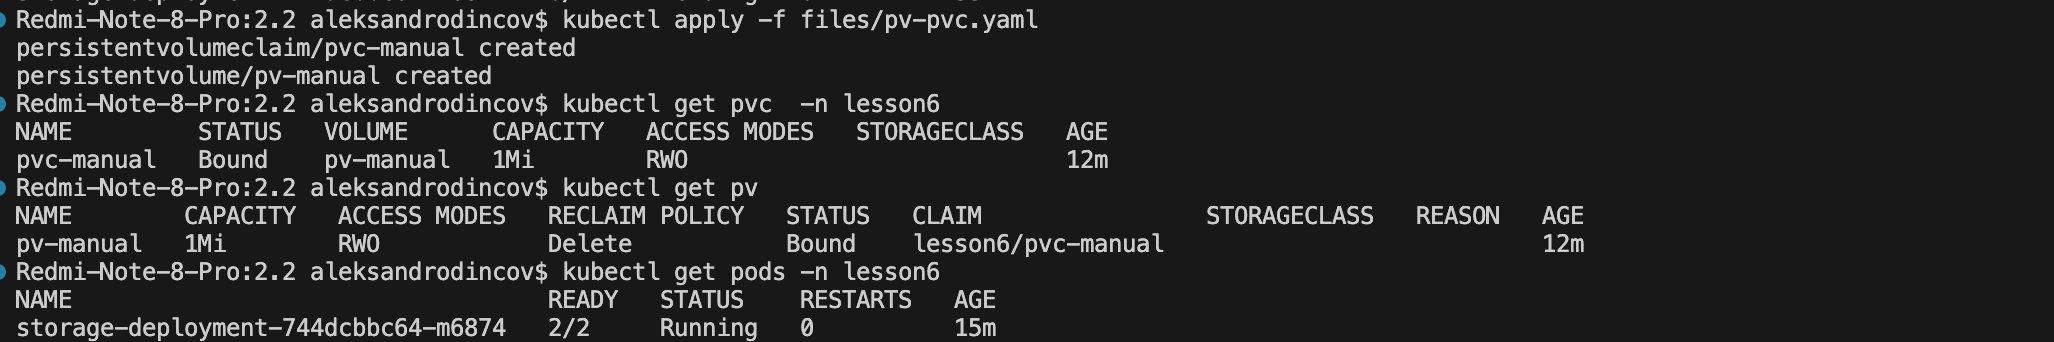 Redmi-Note-8-Pro:2.2 aleksandrodincov$ kubectl apply -f files/pv-pvc.yaml
persistentvolumeclaim/pvc-manual created
persistentvolume/pv-manual created
Redmi-Note-8-Pro:2.2 aleksandrodincov$ kubectl get pvc  -n lesson6
NAME         STATUS   VOLUME      CAPACITY   ACCESS MODES   STORAGECLASS   AGE
pvc-manual   Bound    pv-manual   1Mi        RWO                           12m
Redmi-Note-8-Pro:2.2 aleksandrodincov$ kubectl get pv
NAME        CAPACITY   ACCESS MODES   RECLAIM POLICY   STATUS   CLAIM                STORAGECLASS   REASON   AGE
pv-manual   1Mi        RWO            Delete           Bound    lesson6/pvc-manual                           12m
Redmi-Note-8-Pro:2.2 aleksandrodincov$ kubectl get pods -n lesson6
NAME                                  READY   STATUS    RESTARTS   AGE
storage-deployment-744dcbbc64-m6874   2/2     Running   0          15m